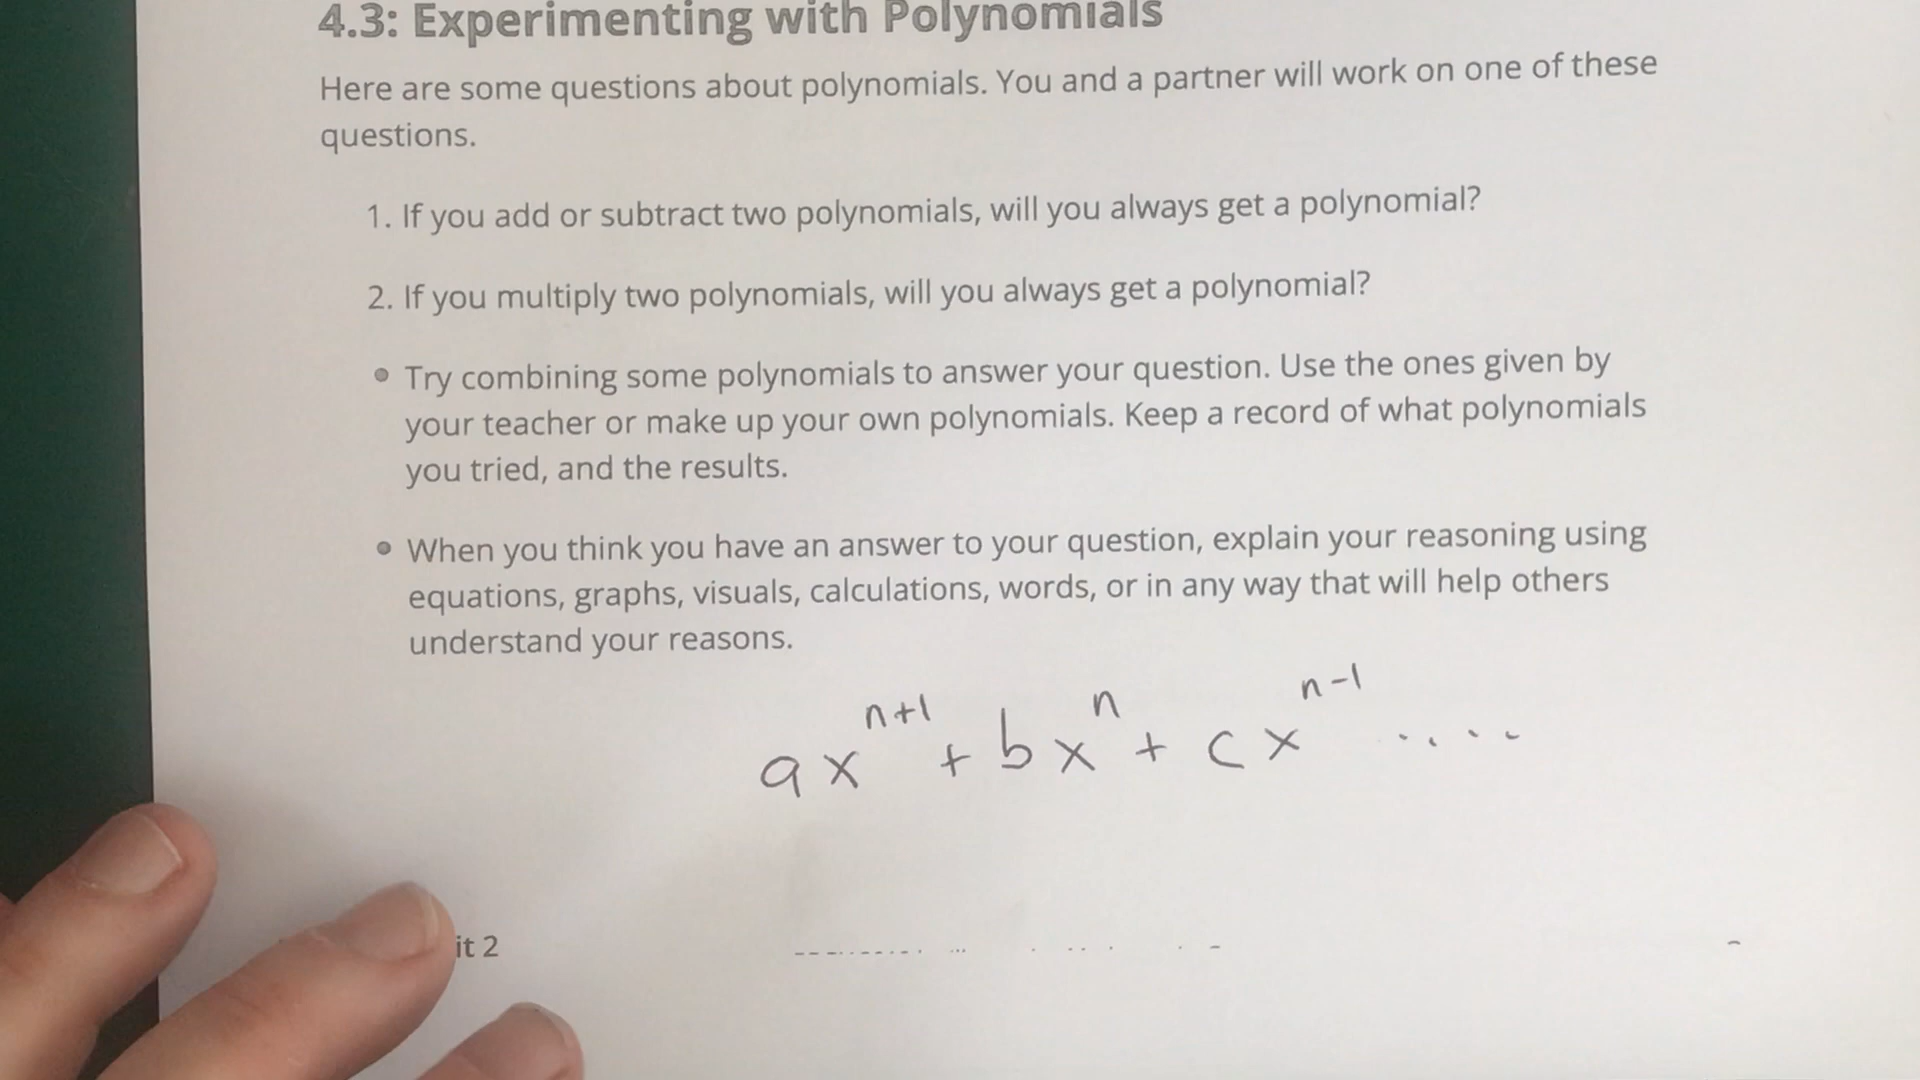 4.3: Experimenting with Polynomials
Here are some questions about polynomials. You and a partner will work on one of these
questions.
1. If you add or subtract two polynomials, will you always get a polynomial?
2. If you multiply two polynomials, will you always get a polynomial?
• Try combining some polynomials to answer your question. Use the ones given by
your teacher or make up your own polynomials. Keep a record of what polynomials
you tried, and the results.
• When you think you have an answer to your question, explain your reasoning using
equations, graphs, visuals, calculations, words, or in any way that will help others
understand your reasons.
ax^{n+1} + bx^n + cx^{n-1} ....
it 2